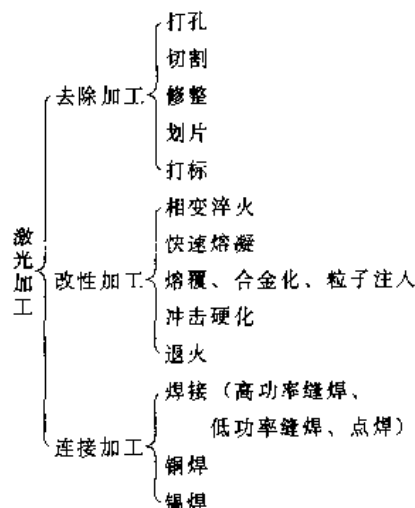 打孔
切割
去除加工 修整
划片
打标
相变淬火
快速熔凝
激光加工 改性加工 熔覆、合金化、粒子注入
冲击硬化
退火
焊接（高功率缝焊、
低功率缝焊、点焊）
连接加工
铜焊
锡焊